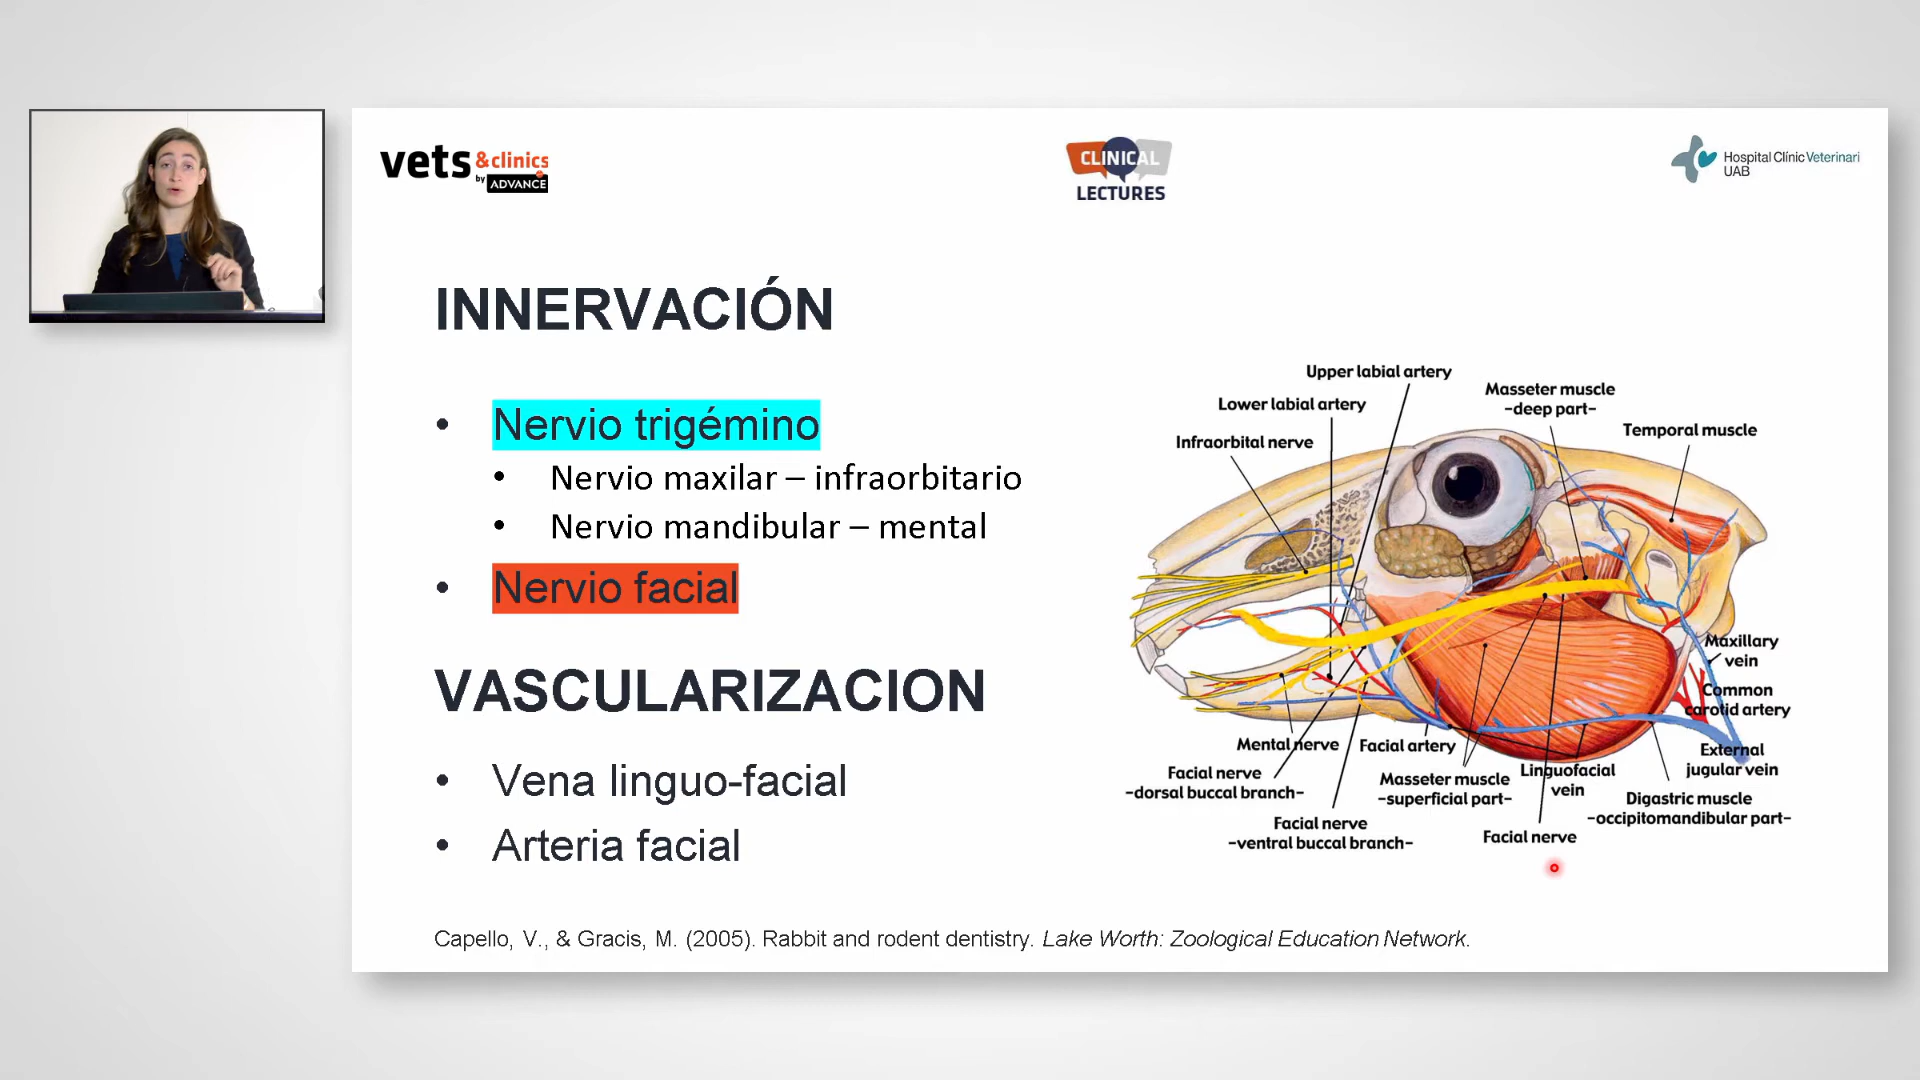 vets &clinics
by ADVANCE
CLINICAL
LECTURES
Hospital Clínic Veterinari
UAB
INNERVACIÓN
• Nervio trigémino
• Nervio maxilar – infraorbitario
• Nervio mandibular – mental
• Nervio facial
VASCULARIZACION
• Vena linguo-facial
• Arteria facial
Upper labial artery
Lower labial artery
Infraorbital nerve
Masseter muscle
-deep part-
Temporal muscle
Maxillary
vein
Common
carotid artery
External
jugular vein
Mental nerve
Facial artery
Facial nerve
-dorsal buccal branch-
Masseter muscle
-superficial part-
Linguofacial
vein
Digastric muscle
-occipitomandibular part-
Facial nerve
-ventral buccal branch-
Facial nerve
Capello, V., & Gracis, M. (2005). Rabbit and rodent dentistry. Lake Worth: Zoological Education Network.